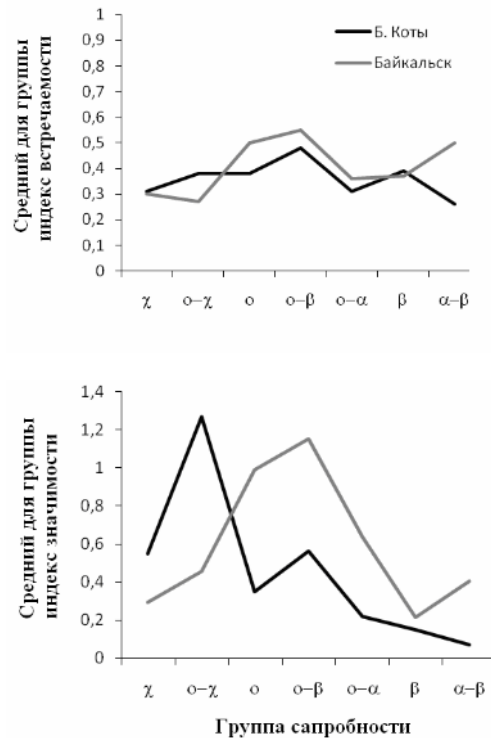 Средний для группы
индекс встречаемости
1
0,9
0,8
0,7
0,6
0,5
0,4
0,3
0,2
0,1
0
Б. Коты
Байкальск
χ о–χ о о–β о–α β α–β
Средний для группы
индекс значимости
1,4
1,2
1
0,8
0,6
0,4
0,2
0
χ о–χ о о–β о–α β α–β
Группа сапробности